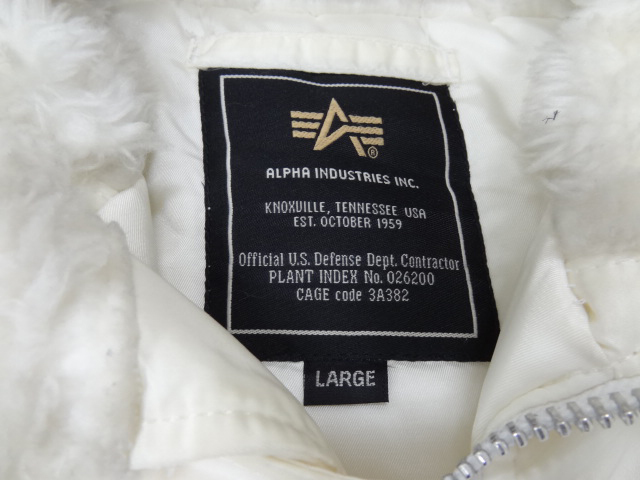 ®
ALPHA INDUSTRIES INC.
KNOXVILLE, TENNESSEE USA
EST. OCTOBER 1959
Official U.S. Defense Dept. Contractor
PLANT INDEX No. 026200
CAGE code 3A382
LARGE